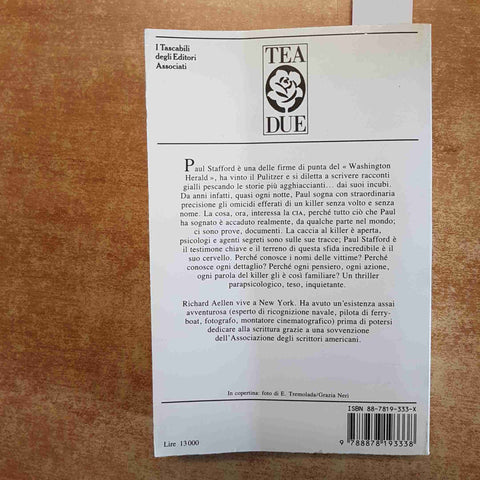 I Tascabili
degli Editori
Associati
TEA
DUE
Paul Stafford è una delle firme di punta del « Washington
Herald », ha vinto il Pulitzer e si diletta a scrivere racconti
gialli pescando le storie più agghiaccianti... dai suoi incubi.
Da anni infatti, quasi ogni notte, Paul sogna con straordinaria
precisione gli omicidi efferati di un killer senza volto e senza
nome. La cosa, ora, interessa la CIA, perché tutto ciò che Paul
ha sognato è accaduto realmente, da qualche parte nel mondo;
ci sono prove, documenti. La caccia al killer è aperta,
psicologi e agenti segreti sono sulle sue tracce; Paul Stafford è
il testimone chiave e il terreno di questa sfida incredibile è il
suo cervello. Perché conosce i nomi delle vittime? Perché
conosce ogni dettaglio? Perché ogni pensiero, ogni azione,
ogni parola del killer gli è così familiare? Un thriller
parapsicologico, teso, inquietante.
Richard Aellen vive a New York. Ha avuto un'esistenza assai
avventurosa (esperto di ricognizione navale, pilota di ferry-
boat, fotografo, montatore cinematografico) prima di potersi
dedicare alla scrittura grazie a una sovvenzione
dell'Associazione degli scrittori americani.
In copertina: foto di E. Tremolada/Grazia Neri
ISBN 88-7819-333-X
Lire 13000
9 788878 193338